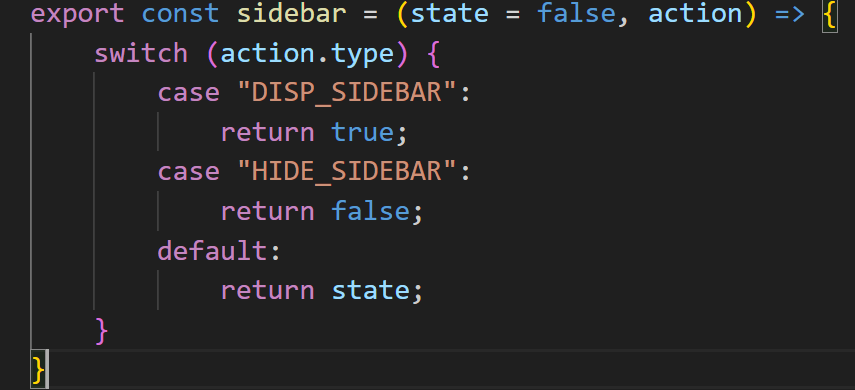 export const sidebar = (state = false, action) => {
    switch (action.type) {
        case "DISP_SIDEBAR":
            return true;
        case "HIDE_SIDEBAR":
            return false;
        default:
            return state;
    }
}